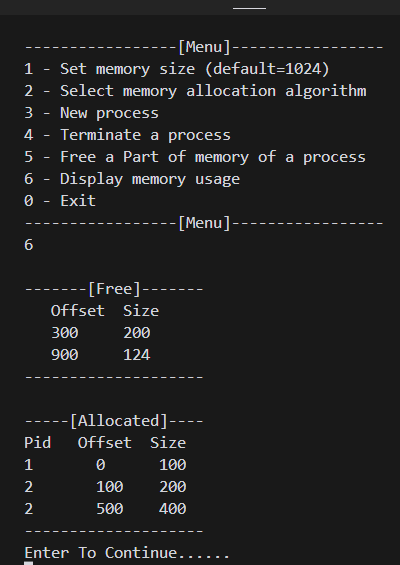 -----------------[Menu]-----------------
1 - Set memory size (default=1024)
2 - Select memory allocation algorithm
3 - New process
4 - Terminate a process
5 - Free a Part of memory of a process
6 - Display memory usage
0 - Exit
-----------------[Menu]-----------------
6
-------[Free]-------
   Offset  Size
   300     200
   900     124
--------------------
-----[Allocated]----
Pid   Offset  Size
1       0      100
2       100    200
2       500    400
--------------------
Enter To Continue......